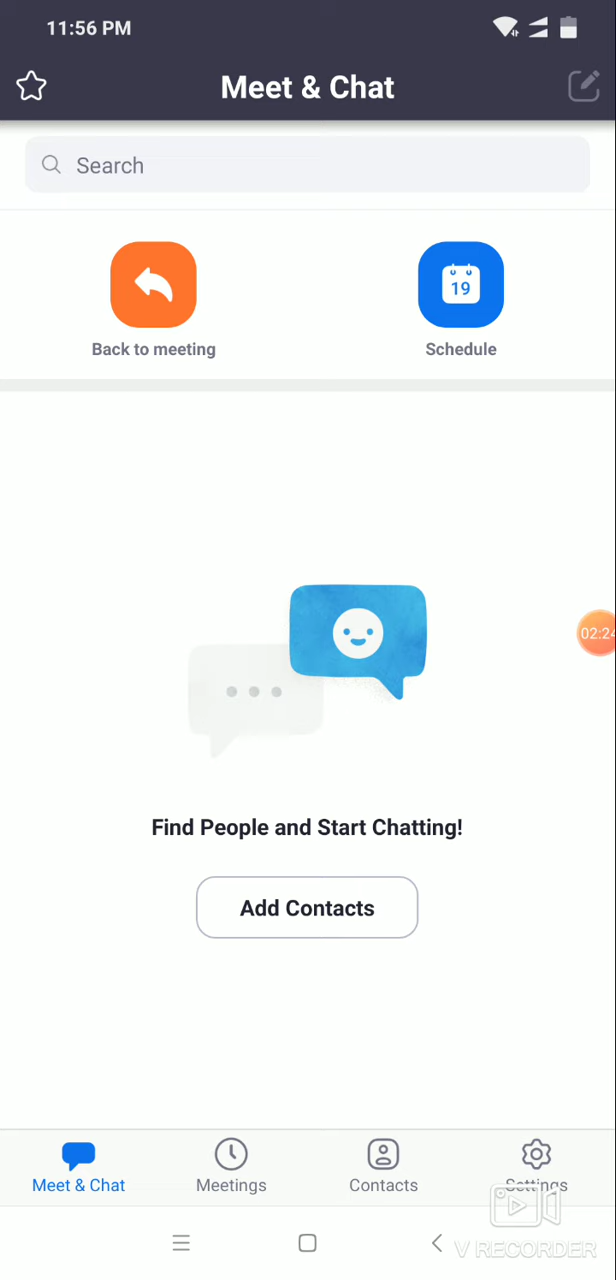 11:56 PM
Meet & Chat
Search
19
Back to meeting
Schedule
02:24
Find People and Start Chatting!
Add Contacts
Meet & Chat
Meetings
Contacts
Settings
V RECORDER